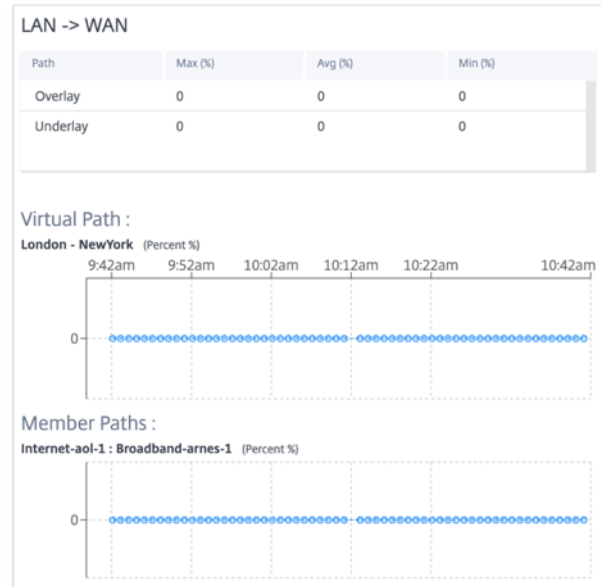 LAN -> WAN
Path Max (%) Avg (%) Min (%)
Overlay 0 0 0
Underlay 0 0 0
Virtual Path :
London - NewYork (Percent %)
9:42am 9:52am 10:02am 10:12am 10:22am 10:42am
0
Member Paths :
Internet-aol-1 : Broadband-arnes-1 (Percent %)
0